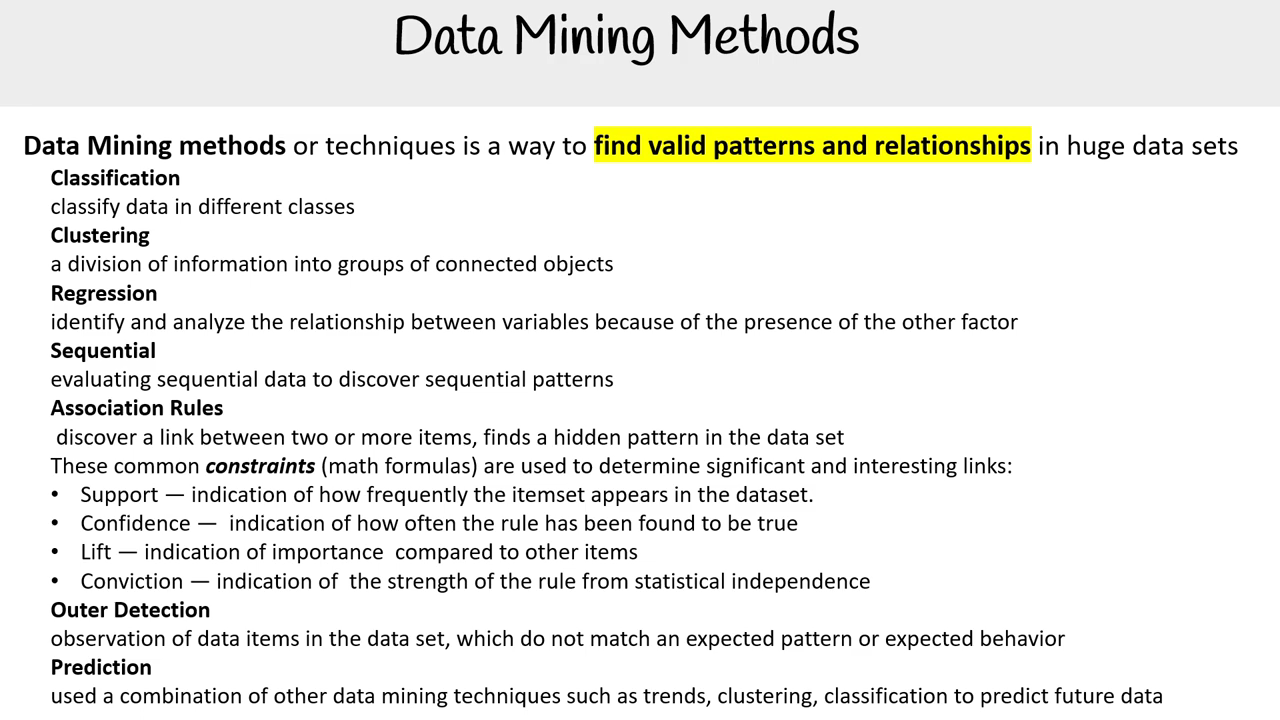 Data Mining Methods
Data Mining methods or techniques is a way to find valid patterns and relationships in huge data sets
Classification
classify data in different classes
Clustering
a division of information into groups of connected objects
Regression
identify and analyze the relationship between variables because of the presence of the other factor
Sequential
evaluating sequential data to discover sequential patterns
Association Rules
discover a link between two or more items, finds a hidden pattern in the data set
These common constraints (math formulas) are used to determine significant and interesting links:
• Support — indication of how frequently the itemset appears in the dataset.
• Confidence — indication of how often the rule has been found to be true
• Lift — indication of importance compared to other items
• Conviction — indication of the strength of the rule from statistical independence
Outer Detection
observation of data items in the data set, which do not match an expected pattern or expected behavior
Prediction
used a combination of other data mining techniques such as trends, clustering, classification to predict future data